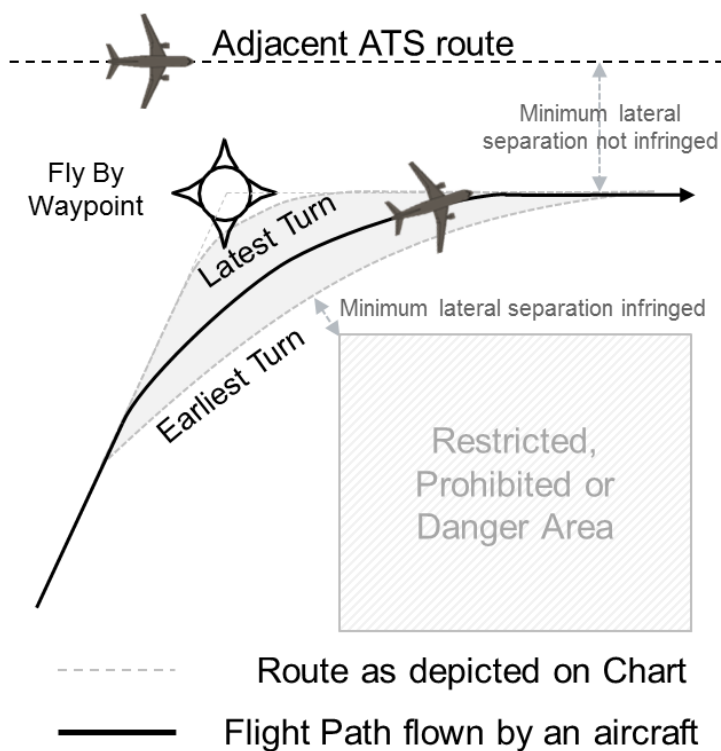 Adjacent ATS route
Minimum lateral
separation not infringed
Fly By
Waypoint
Latest Turn
Minimum lateral separation infringed
Earliest Turn
Restricted,
Prohibited or
Danger Area
Route as depicted on Chart
Flight Path flown by an aircraft